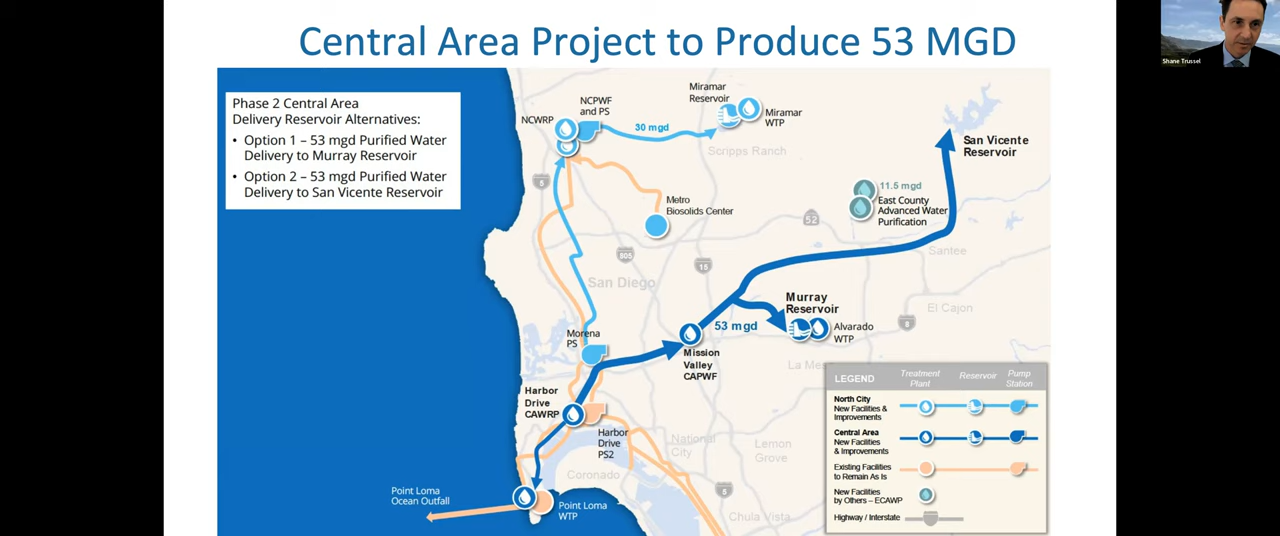 Central Area Project to Produce 53 MGD
Shane Trussel
Phase 2 Central Area
Delivery Reservoir Alternatives:
• Option 1 – 53 mgd Purified Water
Delivery to Murray Reservoir
• Option 2 – 53 mgd Purified Water
Delivery to San Vicente Reservoir
NCWRP
NCPWF
and PS
30 mgd
Miramar
Reservoir
Miramar
WTP
Scripps Ranch
San Vicente
Reservoir
5
Metro
Biosolids Center
11.5 mgd
East County
Advanced Water
Purification
52
805
15
Santee
San Diego
Murray
Reservoir
El Cajon
8
53 mgd
Alvarado
WTP
Morena
PS
Mission
Valley
CAPWF
La Me
Harbor
Drive
CAWRP
Harbor
Drive
PS2
National
City
Lemon
Grove
Coronado
5
Point Loma
Ocean Outfall
Point Loma
WTP
Chula Vista
LEGEND
Treatment
Plant
Reservoir
Pump
Station
North City
New Facilities &
Improvements
Central Area
New Facilities
& Improvements
Existing Facilities
to Remain As Is
New Facilities
by Others – ECAWP
Highway / Interstate